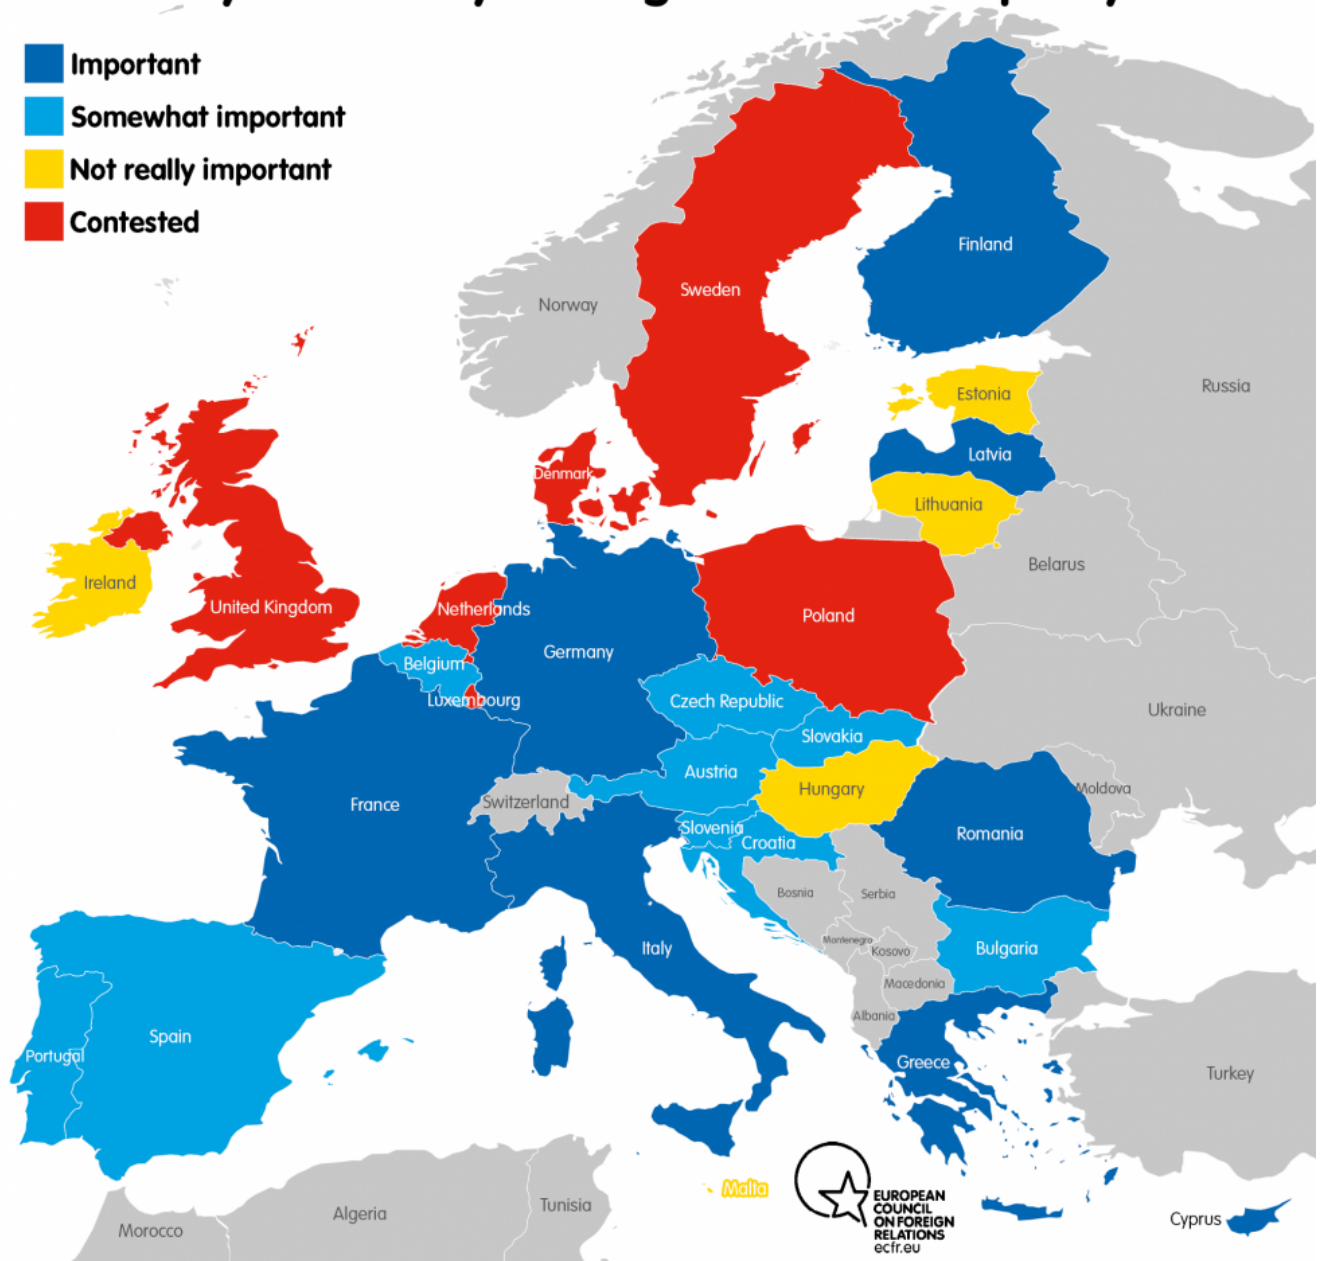 Important
Somewhat important
Not really important
Contested
Finland
Sweden
Norway
Russia
Estonia
Latvia
Denmark
Lithuania
Belarus
Ireland
United Kingdom
Netherlands
Poland
Germany
Belgium
Luxembourg
Czech Republic
Ukraine
Slovakia
Austria
Hungary
Moldova
Switzerland
France
Slovenia
Croatia
Romania
Bosnia
Serbia
Montenegro
Kosovo
Italy
Bulgaria
Macedonia
Albania
Spain
Portugal
Greece
Turkey
Malta
EUROPEAN
COUNCIL
ON FOREIGN
RELATIONS
ecfr.eu
Cyprus
Tunisia
Algeria
Morocco